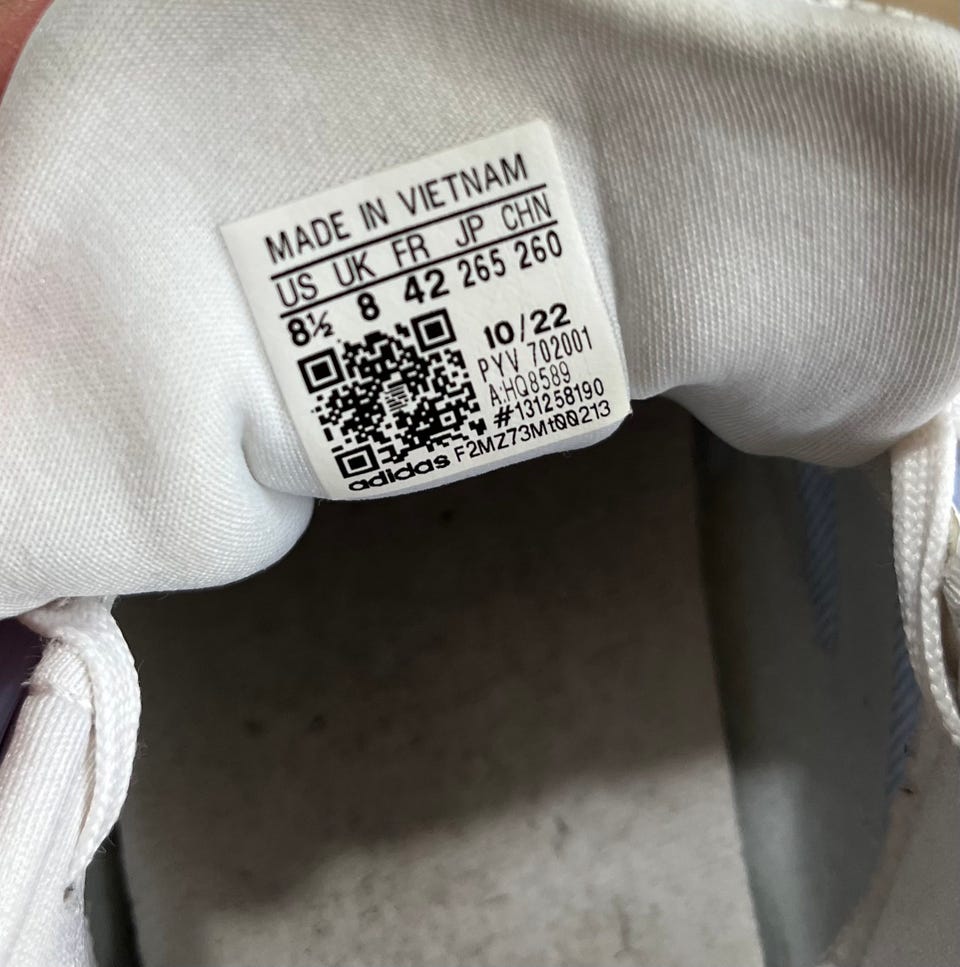 MADE IN VIETNAM
US UK FR JP CHN
8½ 8 42 265 260
10/22
PYV 702001
A:HQ8589
#131258190
adidas F2MZ73Mt00213